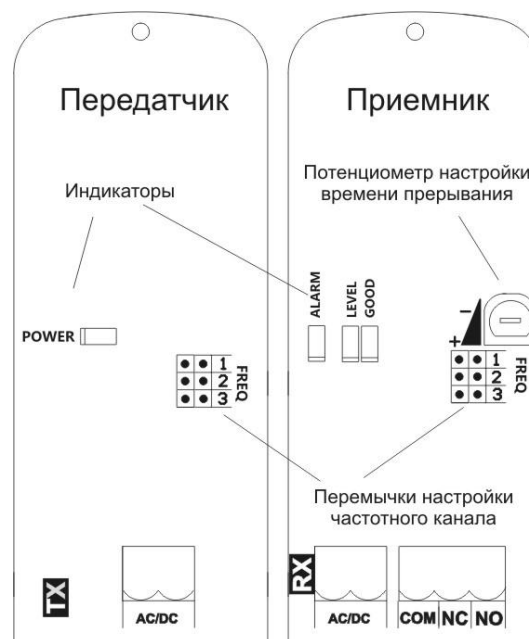 Передатчик
Приемник
Индикаторы
Потенциометр настройки
времени прерывания
POWER
ALARM
LEVEL
GOOD
-
+
1
2
3
FREQ
1
2
3
FREQ
Перемычки настройки
частотного канала
TX
AC/DC
RX
AC/DC
COM NC NO